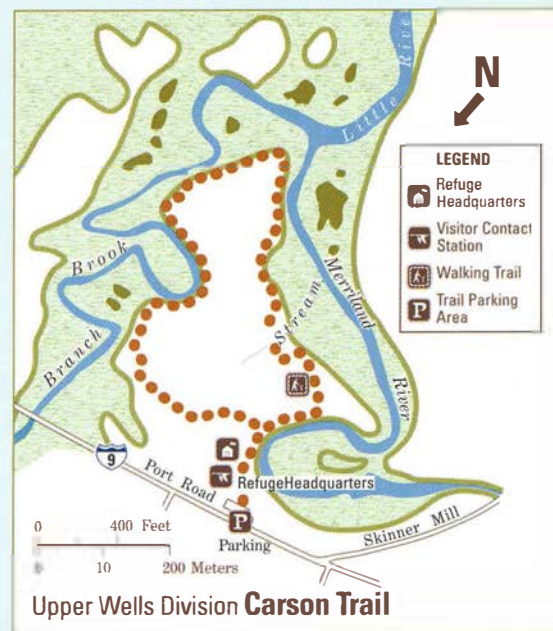 Little River
N
LEGEND
Refuge
Headquarters
Visitor Contact
Station
Walking Trail
P
Trail Parking
Area
Brook
Branch
Stream
Merriland
River
9
Port Road
RefugeHeadquarters
P
Parking
Skinner Mill
0 400 Feet
10 200 Meters
Upper Wells Division Carson Trail